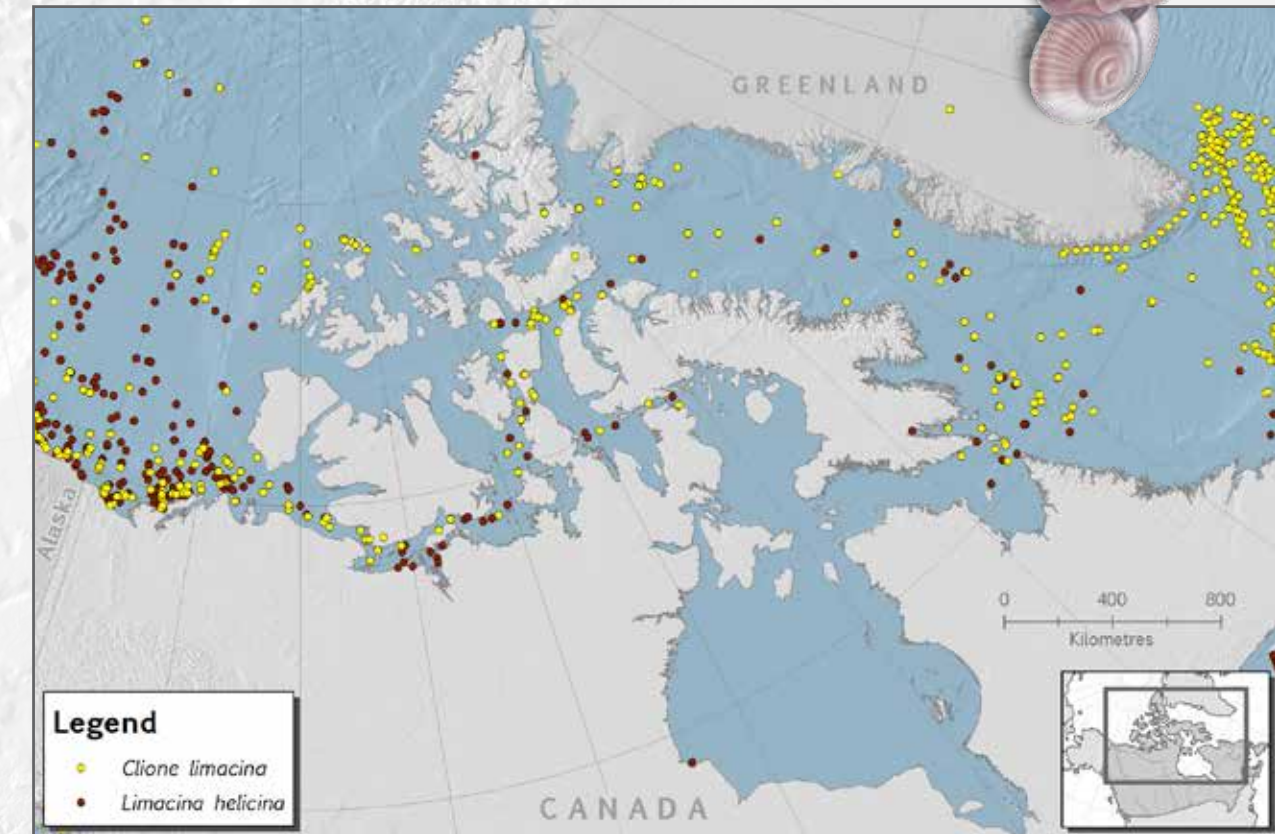 GREENLAND
Alaska
0 400 800
Kilometres
Legend
Clione limacina
Limacina helicina
CANADA